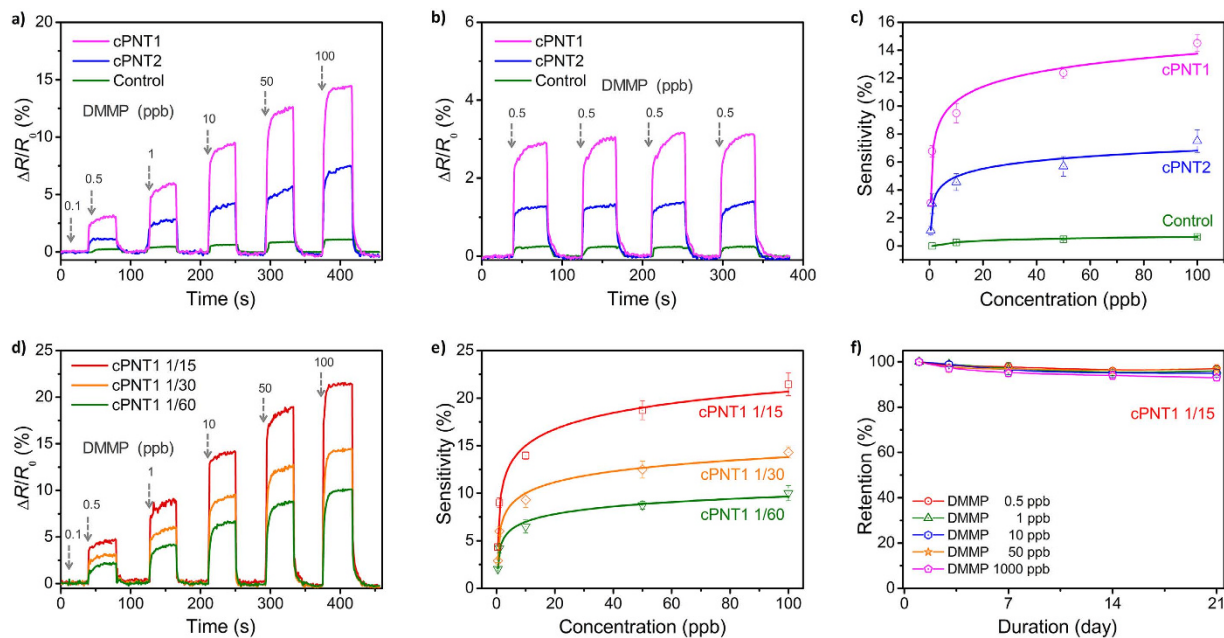 a)
20
15
10
5
0
ΔR/R0 (%)
cPNT1
cPNT2
Control
DMMP (ppb)
0.1
0.5
1
10
50
100
0 100 200 300 400
Time (s)
b)
6
4
2
0
ΔR/R0 (%)
cPNT1
cPNT2
Control
DMMP (ppb)
0.5
0.5
0.5
0.5
0 100 200 300 400
Time (s)
c)
16
14
12
10
8
6
4
2
0
Sensitivity (%)
cPNT1
cPNT2
Control
0 20 40 60 80 100
Concentration (ppb)
d)
25
20
15
10
5
0
ΔR/R0 (%)
cPNT1 1/15
cPNT1 1/30
cPNT1 1/60
DMMP (ppb)
0.1
0.5
1
10
50
100
0 100 200 300 400
Time (s)
e)
25
20
15
10
5
0
Sensitivity (%)
cPNT1 1/15
cPNT1 1/30
cPNT1 1/60
0 20 40 60 80 100
Concentration (ppb)
f)
100
80
60
40
20
0
Retention (%)
cPNT1 1/15
DMMP 0.5 ppb
DMMP 1 ppb
DMMP 10 ppb
DMMP 50 ppb
DMMP 1000 ppb
7 14 21
Duration (day)